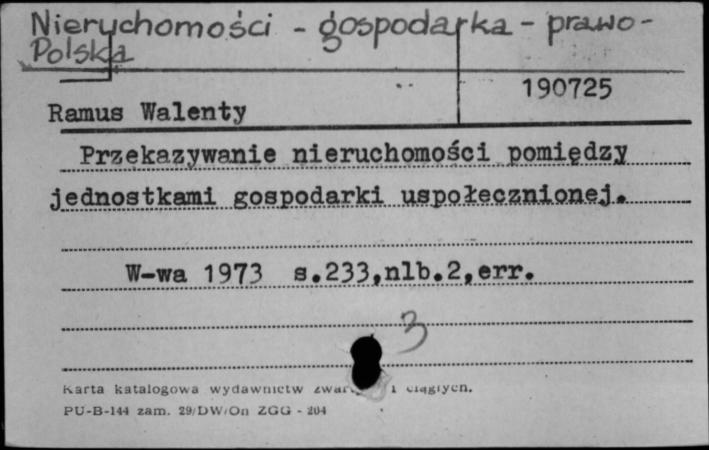 Nieruchomości - gospodarka - prawo -
Polska
190725
Ramus Walenty
Przekazywanie nieruchomości pomiędzy
jednostkami gospodarki uspołecznionej.
W-wa 1973 s.233,nlb.2,err.
3
Karta katalogowa wydawnictw i ciągłych.
PU-B-144 zam. 29/DW/On ZGG - 204